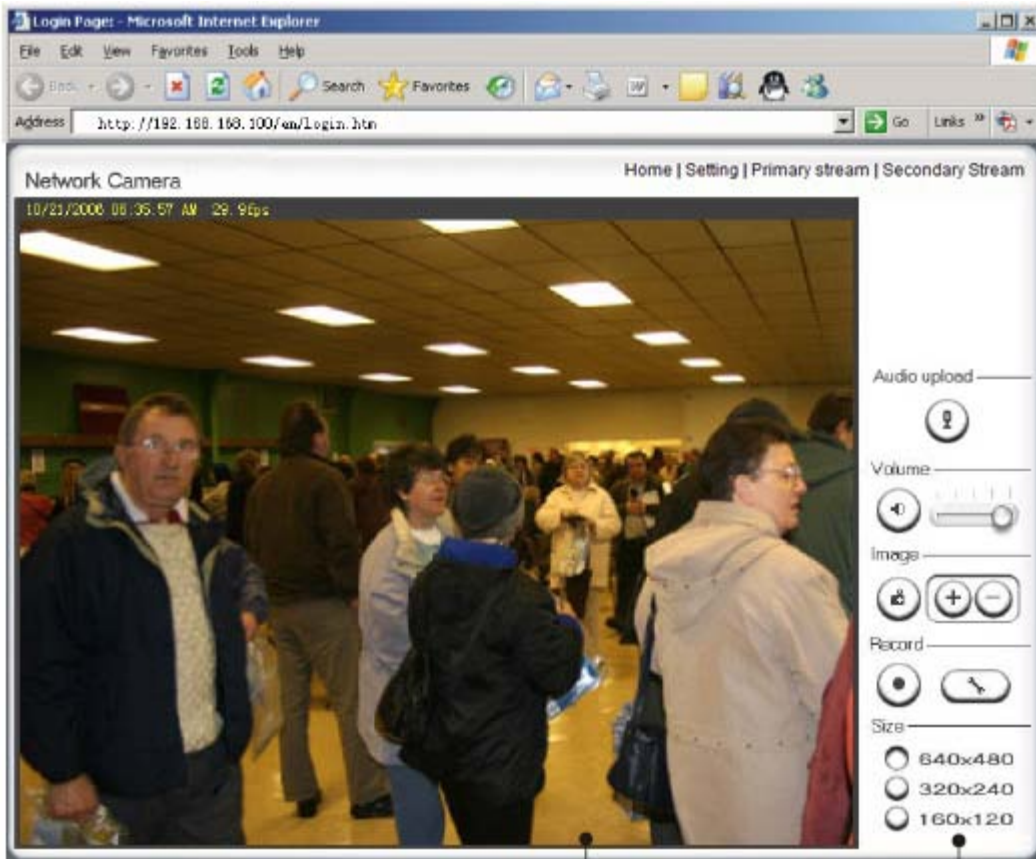 Login Page: - Microsoft Internet Explorer
File Edit View Favorites Tools Help
Back Search Favorites
Address http://192.168.168.100/en/login.htm Go Links »
Home | Setting | Primary stream | Secondary Stream
Network Camera
10/21/2006 06:35:57 AM 29.9fps
Audio upload
Volume
Image
Record
Size
640x480
320x240
160x120